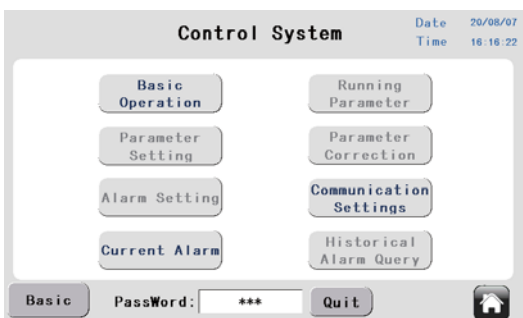 Control System
Date 20/08/07
Time 16:16:22
Basic
Operation
Running
Parameter
Parameter
Setting
Parameter
Correction
Alarm Setting
Communication
Settings
Current Alarm
Historical
Alarm Query
Basic
PassWord: ***
Quit